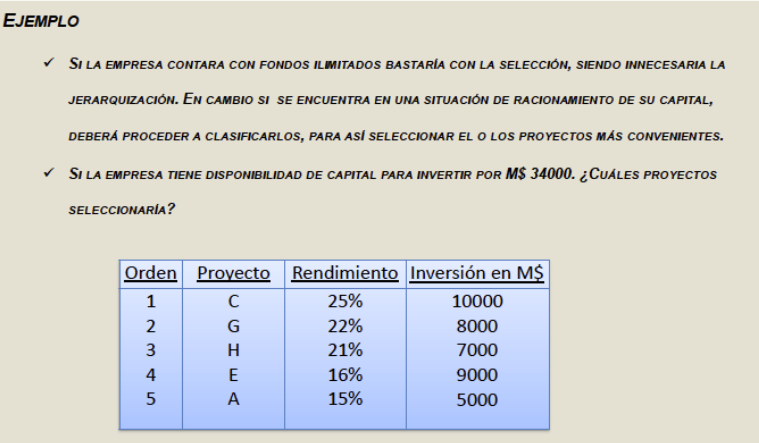 EJEMPLO
✓ SI LA EMPRESA CONTARA CON FONDOS ILIMITADOS BASTARÍA CON LA SELECCIÓN, SIENDO INNECESARIA LA
JERARQUIZACIÓN. EN CAMBIO SI SE ENCUENTRA EN UNA SITUACIÓN DE RACIONAMIENTO DE SU CAPITAL,
DEBERÁ PROCEDER A CLASIFICARLOS, PARA ASÍ SELECCIONAR EL O LOS PROYECTOS MÁS CONVENIENTES.
✓ SI LA EMPRESA TIENE DISPONIBILIDAD DE CAPITAL PARA INVERTIR POR M$ 34000. ¿CUÁLES PROYECTOS
SELECCIONARÍA?
Orden Proyecto Rendimiento Inversión en M$
1 C 25% 10000
2 G 22% 8000
3 H 21% 7000
4 E 16% 9000
5 A 15% 5000